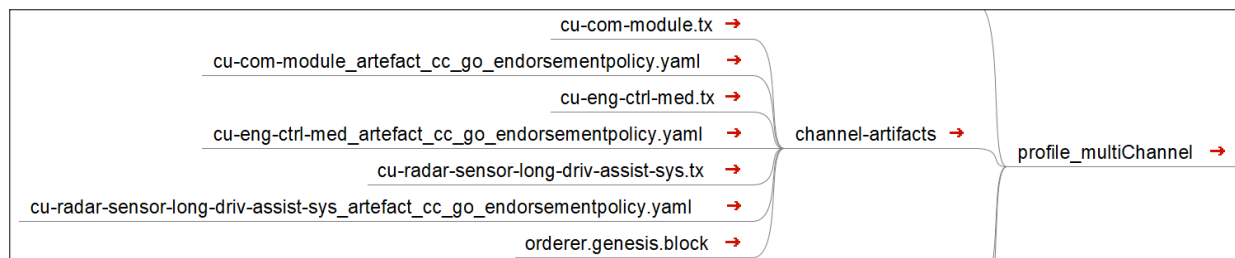 cu-com-module.tx
cu-com-module_artefact_cc_go_endorsementpolicy.yaml
cu-eng-ctrl-med.tx
cu-eng-ctrl-med_artefact_cc_go_endorsementpolicy.yaml
channel-artifacts
profile_multiChannel
cu-radar-sensor-long-driv-assist-sys.tx
cu-radar-sensor-long-driv-assist-sys_artefact_cc_go_endorsementpolicy.yaml
orderer.genesis.block